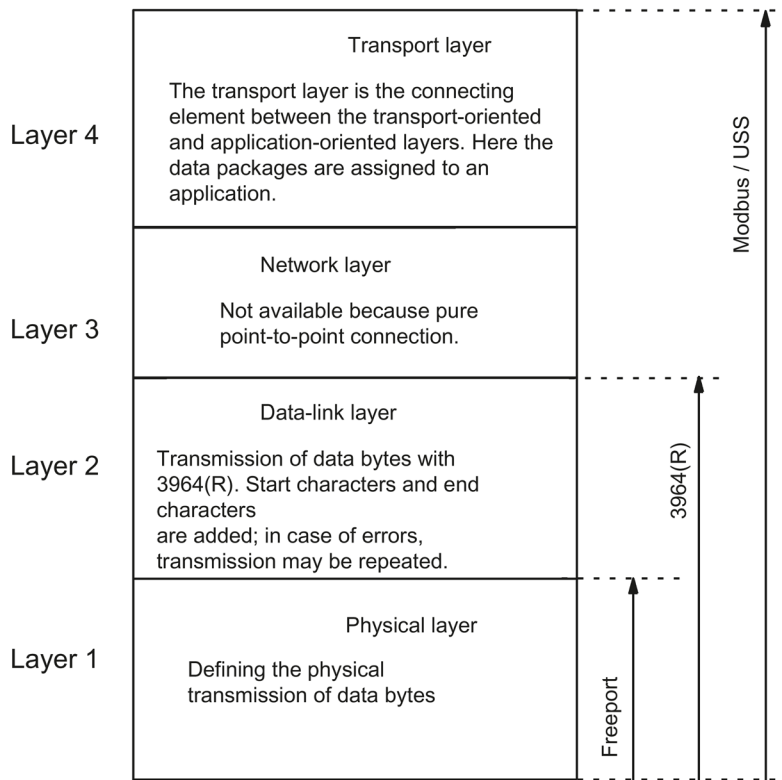 Transport layer
Layer 4
The transport layer is the connecting
element between the transport-oriented
and application-oriented layers. Here the
data packages are assigned to an
application.
Network layer
Layer 3
Not available because pure
point-to-point connection.
Data-link layer
Layer 2
Transmission of data bytes with
3964(R). Start characters and end
characters
are added; in case of errors,
transmission may be repeated.
Physical layer
Layer 1
Defining the physical
transmission of data bytes
Freeport
3964(R)
Modbus / USS